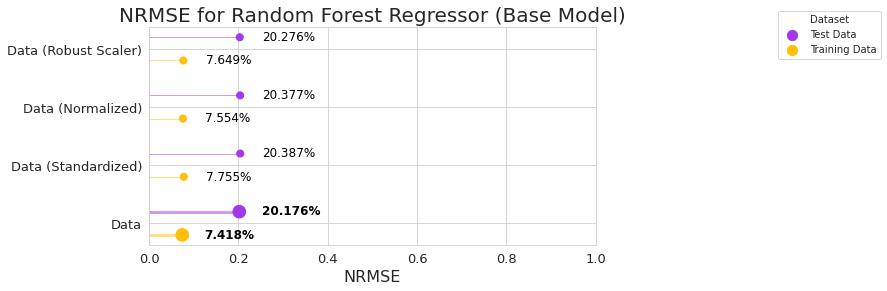 NRMSE for Random Forest Regressor (Base Model)
Dataset
Test Data
Training Data
Data (Robust Scaler)
20.276%
7.649%
Data (Normalized)
20.377%
7.554%
Data (Standardized)
20.387%
7.755%
Data
20.176%
7.418%
0.0 0.2 0.4 0.6 0.8 1.0
NRMSE